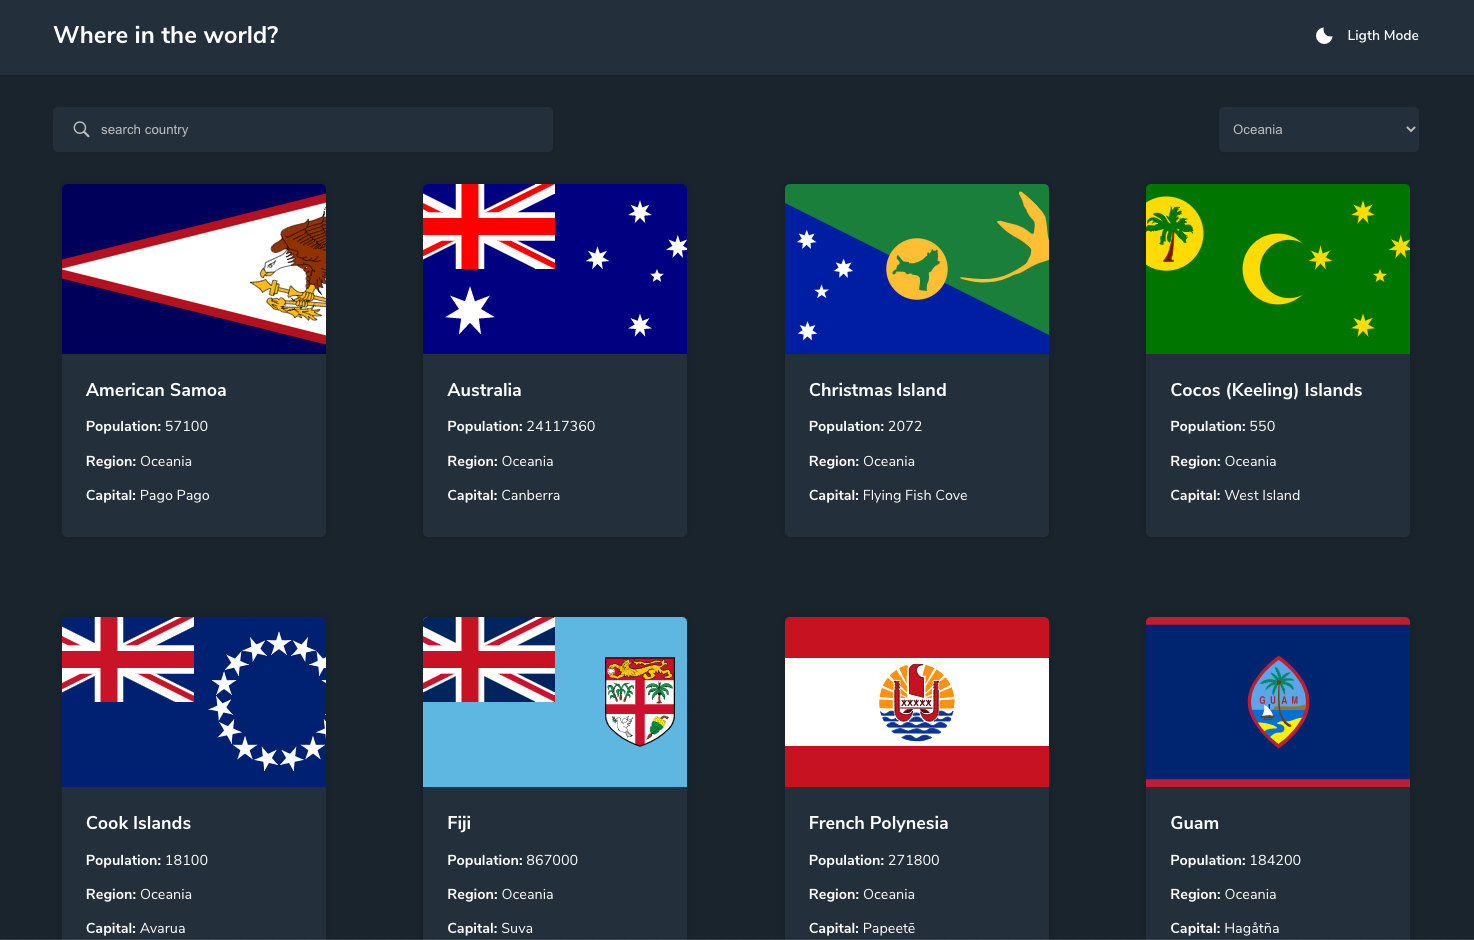 Where in the world?
Ligth Mode
search country
Oceania
American Samoa
Population: 57100
Region: Oceania
Capital: Pago Pago
Australia
Population: 24117360
Region: Oceania
Capital: Canberra
Christmas Island
Population: 2072
Region: Oceania
Capital: Flying Fish Cove
Cocos (Keeling) Islands
Population: 550
Region: Oceania
Capital: West Island
GUAM
Cook Islands
Population: 18100
Region: Oceania
Capital: Avarua
Fiji
Population: 867000
Region: Oceania
Capital: Suva
French Polynesia
Population: 271800
Region: Oceania
Capital: Papeetē
Guam
Population: 184200
Region: Oceania
Capital: Hagåtña